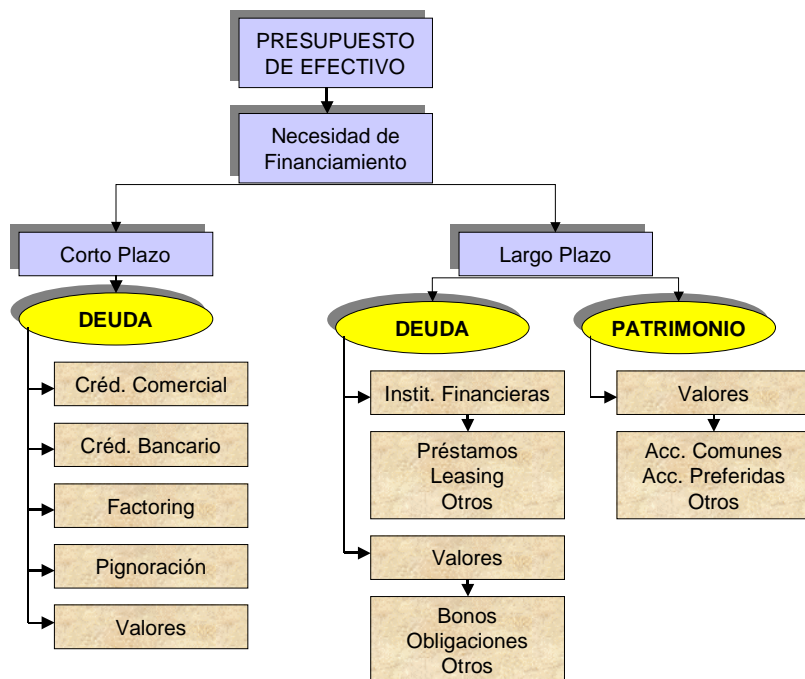 PRESUPUESTO
DE EFECTIVO
Necesidad de
Financiamiento
Corto Plazo
Largo Plazo
DEUDA
DEUDA
PATRIMONIO
Créd. Comercial
Créd. Bancario
Factoring
Pignoración
Valores
Instit. Financieras
Préstamos
Leasing
Otros
Valores
Bonos
Obligaciones
Otros
Valores
Acc. Comunes
Acc. Preferidas
Otros